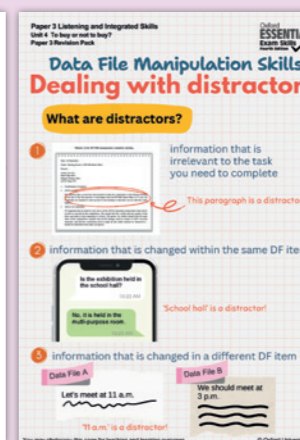 Paper 3 Listening and Integrated Skills
Unit 4 To buy or not to buy?
Paper 3 Revision Pack
Oxford
ESSENTI
Exam Skills
Data File Manipulation Skills
Dealing with distractor
What are distractors?
1
information that is
irrelevant to the task
you need to complete
This paragraph is a distracto
2 information that is changed within the same DF ite
Is the exhibition held in
the school hall?
No, it is held in the
multi-purpose room.
'School hall' is a distractor!
3 information that is changed in a different DF item
Data File A
Data File B
Let's meet at 11 a.m.
We should meet at
3 p.m.
'11 a.m.' is a distractor!